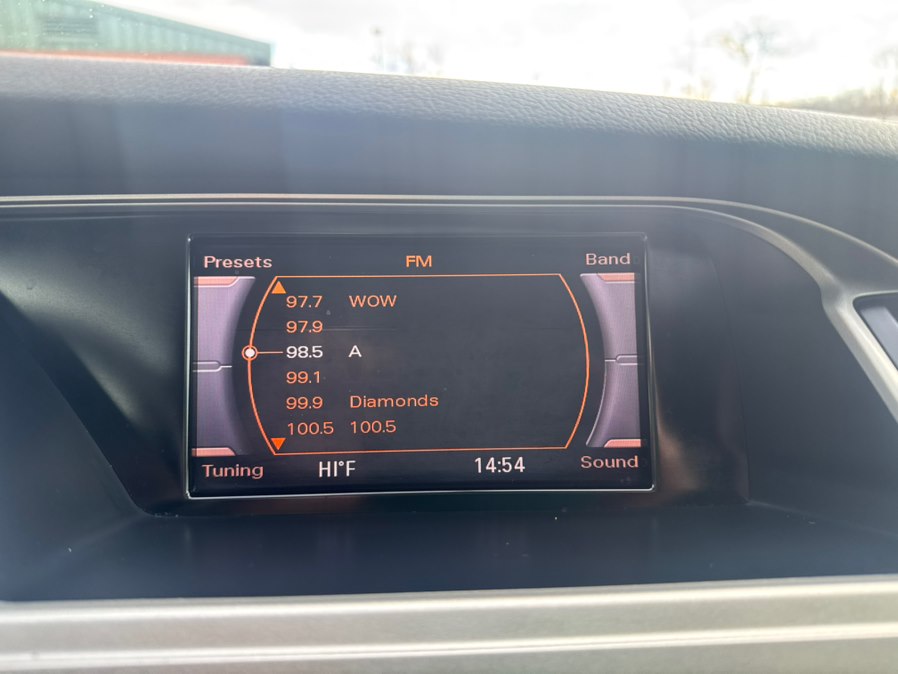 Presets FM Band
97.7 WOW
97.9
98.5 A
99.1
99.9 Diamonds
100.5 100.5
Tuning HI°F 14:54 Sound